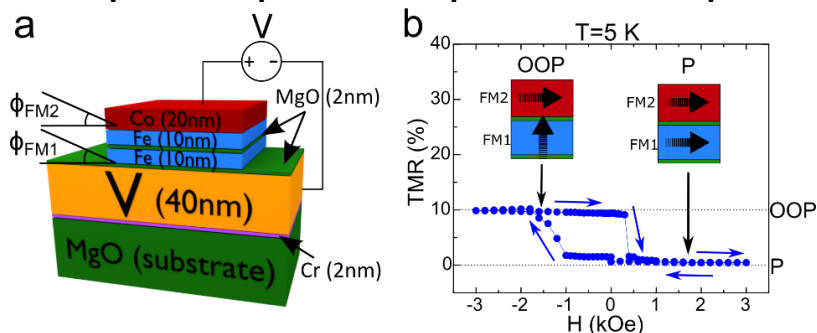 a
V
+ -
MgO (2nm)
ϕFM2
ϕFM1
Co (20nm)
Fe (10nm)
Fe (10nm)
V (40nm)
MgO (substrate)
Cr (2nm)
b
T=5 K
OOP
P
FM2
FM1
FM2
FM1
TMR (%)
40
30
20
10
0
OOP
P
-3 -2 -1 0 1 2 3
H (kOe)